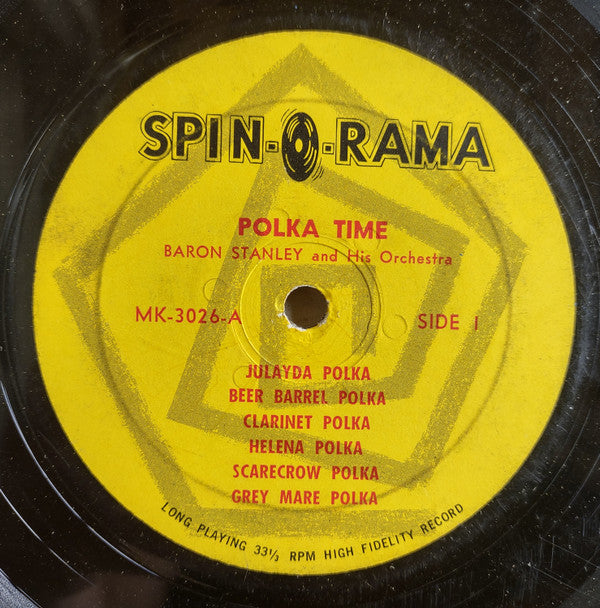 SPIN-O-RAMA
POLKA TIME
BARON STANLEY and His Orchestra
MK-3026-A
SIDE 1
JULAYDA POLKA
BEER BARREL POLKA
CLARINET POLKA
HELENA POLKA
SCARECROW POLKA
GREY MARE POLKA
LONG PLAYING 33⅓ RPM HIGH FIDELITY RECORD